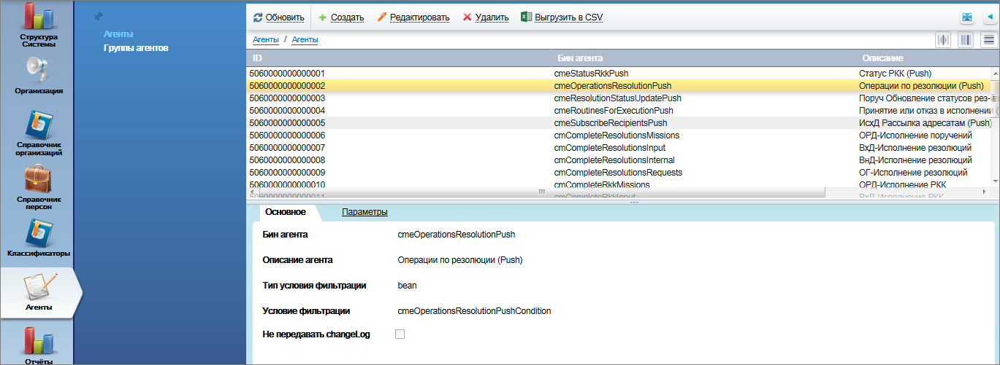 Структура
Системы
Организация
Справочник
организаций
Справочник
персон
Классификаторы
Агенты
Отчёты
Агенты
Группы агентов
Обновить Создать Редактировать Удалить Выгрузить в CSV
Агенты / Агенты
ID Бин агента Описание
5060000000000001 cmeStatusRkkPush Статус РКК (Push)
5060000000000002 cmeOperationsResolutionPush Операции по резолюции (Push)
5060000000000003 cmeResolutionStatusUpdatePush Поруч Обновление статусов рез-
5060000000000004 cmeRoutinesForExecutionPush Принятие или отказ в исполнении (
5060000000000005 cmeSubscribeRecipientsPush ИсхД Рассылка адресатам (Push)
5060000000000006 cmCompleteResolutionsMissions ОРД-Исполнение поручений
5060000000000007 cmCompleteResolutionsInput ВхД-Исполнение резолюций
5060000000000008 cmCompleteResolutionsInternal ВнД-Исполнение резолюций
5060000000000009 cmCompleteResolutionsRequests ОГ-Исполнение резолюций
5060000000000010 cmCompleteRkkMissions ОРД-Исполнение РКК
5060000000000011 cmCompleteRkkInput ВхД-Исполнение РКК
Основное Параметры
Бин агента cmeOperationsResolutionPush
Описание агента Операции по резолюции (Push)
Тип условия фильтрации bean
Условие фильтрации cmeOperationsResolutionPushCondition
Не передавать changeLog